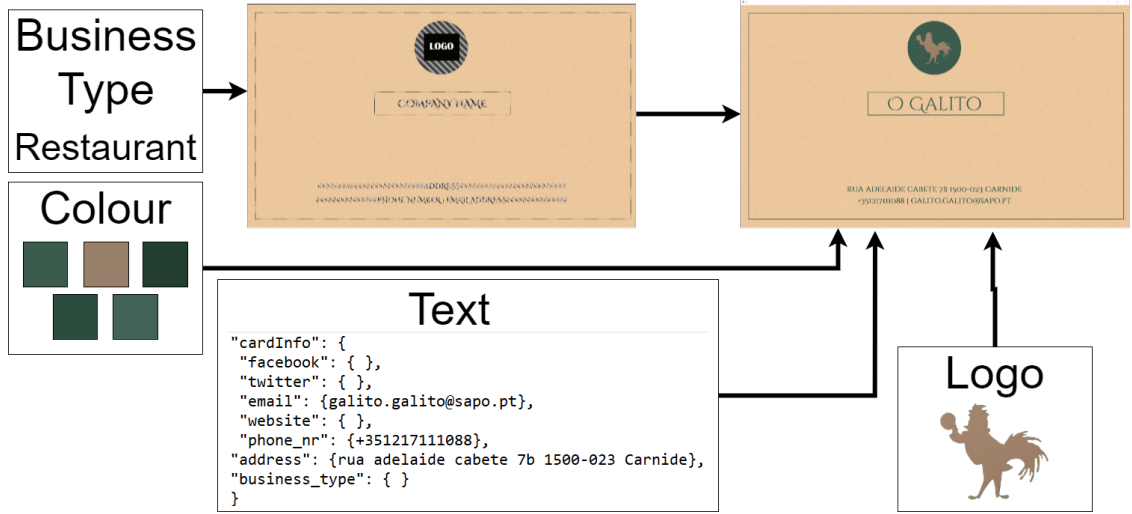 Business
Type
Restaurant
LOGO
COMPANY NAME
ADDRESS
PHONE NUMBER | EMAIL ADDRESS
O GALITO
RUA ADELAIDE CABETE 7B 1500-023 CARNIDE
+351217111088 | GALITO.GALITO@SAPO.PT
Colour
Text
"cardInfo": {
"facebook": { },
"twitter": { },
"email": {galito.galito@sapo.pt},
"website": { },
"phone_nr": {+351217111088},
"address": {rua adelaide cabete 7b 1500-023 Carnide},
"business_type": { }
}
Logo